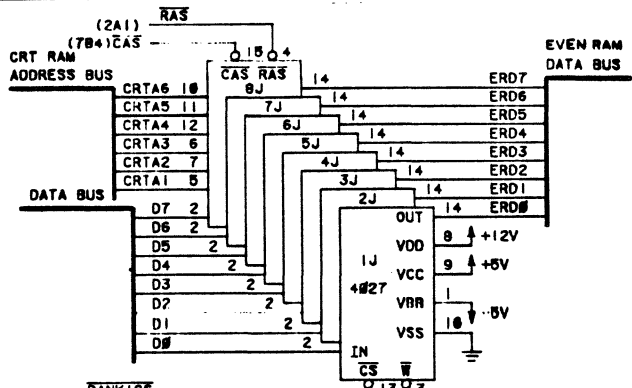 RAS
(2A1)
(7B4) CAS
15 4
CRT RAM
ADDRESS BUS
EVEN RAM
DATA BUS
CAS RAS
CRTA6 10
CRTA5 11
CRTA4 12
CRTA3 6
CRTA2 7
CRTA1 5
8J
7J
6J
5J
4J
3J
2J
14 ERD7
14 ERD6
14 ERD5
14 ERD4
14 ERD3
14 ERD2
14 ERD1
14 ERD0
DATA BUS
D7 2
D6 2
D5 2
D4 2
D3 2
D2 2
D1 2
D0 2
1J
4027
OUT
VDD 8 +12V
VCC 9 +5V
VBB 1 -5V
VSS 10
IN
CS W
13 3